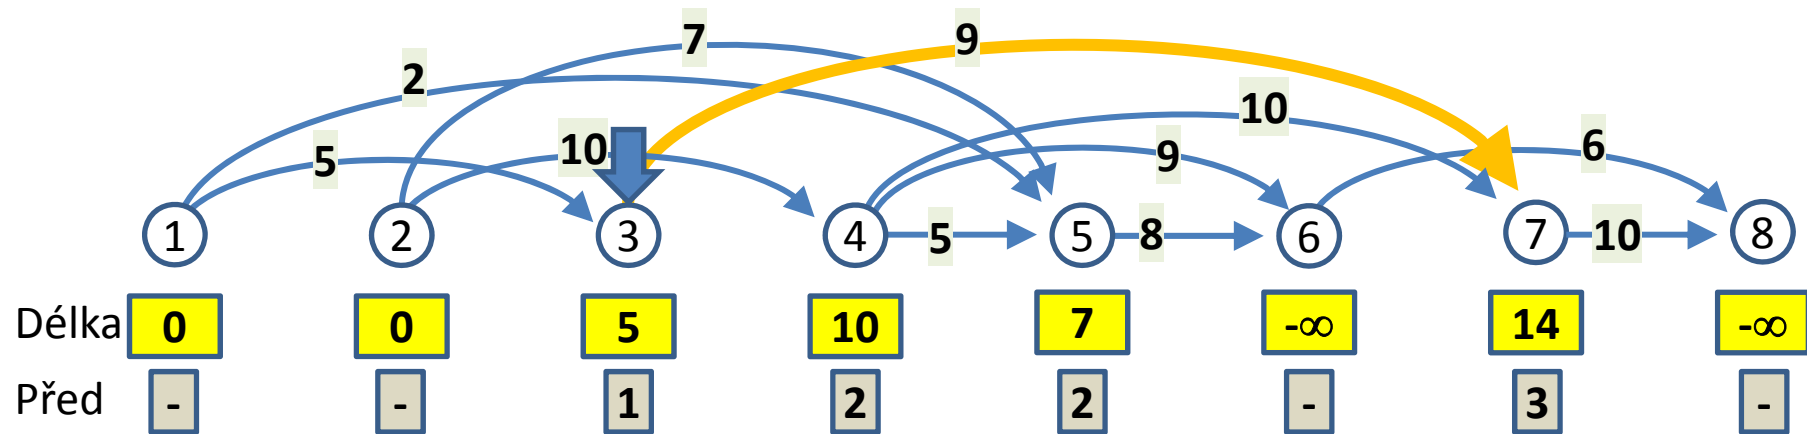 7 9
2 10
5 10 9 6
1 2 3 4 5 5 8 6 7 10 8
Délka 0 0 5 10 7 -∞ 14 -∞
Před - - 1 2 2 - 3 -